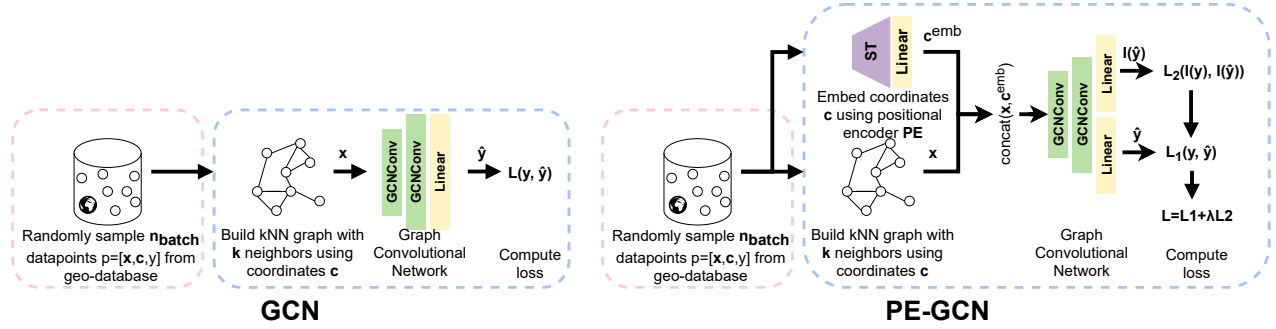 Randomly sample n_batch
datapoints p=[x,c,y] from
geo-database
Build kNN graph with
k neighbors using
coordinates c
x
GCNConv
GCNConv
Linear
Graph
Convolutional
Network
ŷ
L(y, ŷ)
Compute
loss
GCN
Randomly sample n_batch
datapoints p=[x,c,y] from
geo-database
ST
Linear
c^emb
Embed coordinates
c using positional
encoder PE
x
Build kNN graph with
k neighbors using
coordinates c
concat(x, c^emb)
GCNConv
GCNConv
Linear
Linear
Graph
Convolutional
Network
I(ŷ)
L₂(I(y), I(ŷ))
ŷ
L₁(y, ŷ)
L=L1+λL2
Compute
loss
PE-GCN